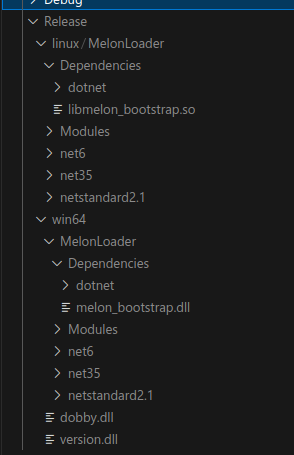 Debug
Release
linux / MelonLoader
Dependencies
dotnet
libmelon_bootstrap.so
Modules
net6
net35
netstandard2.1
win64
MelonLoader
Dependencies
dotnet
melon_bootstrap.dll
Modules
net6
net35
netstandard2.1
dobby.dll
version.dll